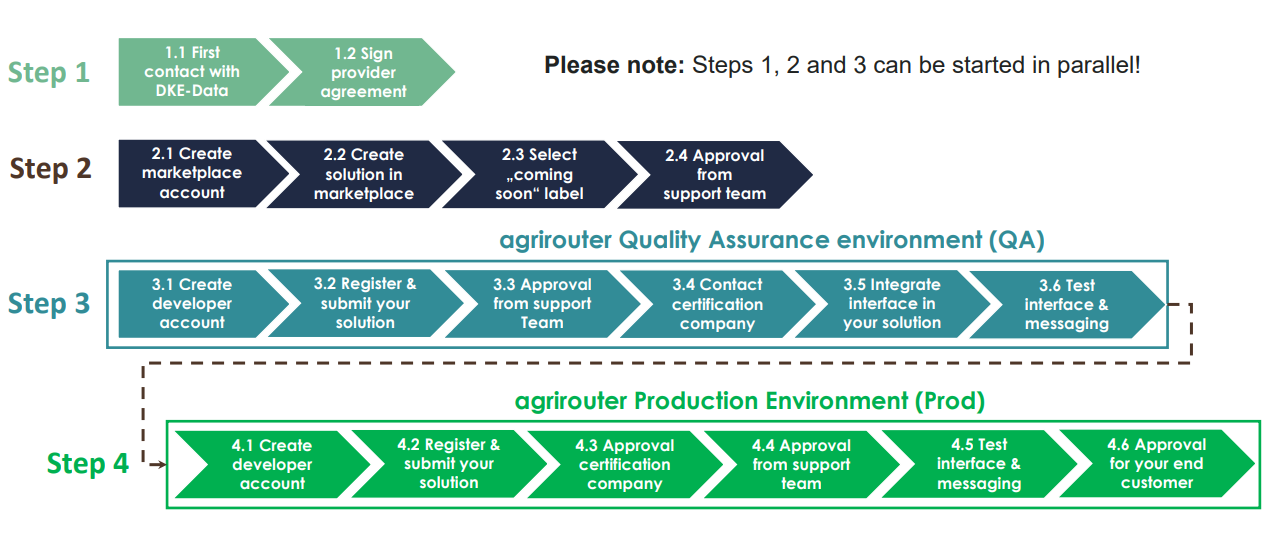 Step 1
1.1 First
contact with
DKE-Data
1.2 Sign
provider
agreement
Please note: Steps 1, 2 and 3 can be started in parallel!
Step 2
2.1 Create
marketplace
account
2.2 Create
solution in
marketplace
2.3 Select
„coming
soon“ label
2.4 Approval
from
support team
agrirouter Quality Assurance environment (QA)
Step 3
3.1 Create
developer
account
3.2 Register &
submit your
solution
3.3 Approval
from support
Team
3.4 Contact
certification
company
3.5 Integrate
interface in
your solution
3.6 Test
interface &
messaging
agrirouter Production Environment (Prod)
Step 4
4.1 Create
developer
account
4.2 Register &
submit your
solution
4.3 Approval
certification
company
4.4 Approval
from support
team
4.5 Test
interface &
messaging
4.6 Approval
for your end
customer